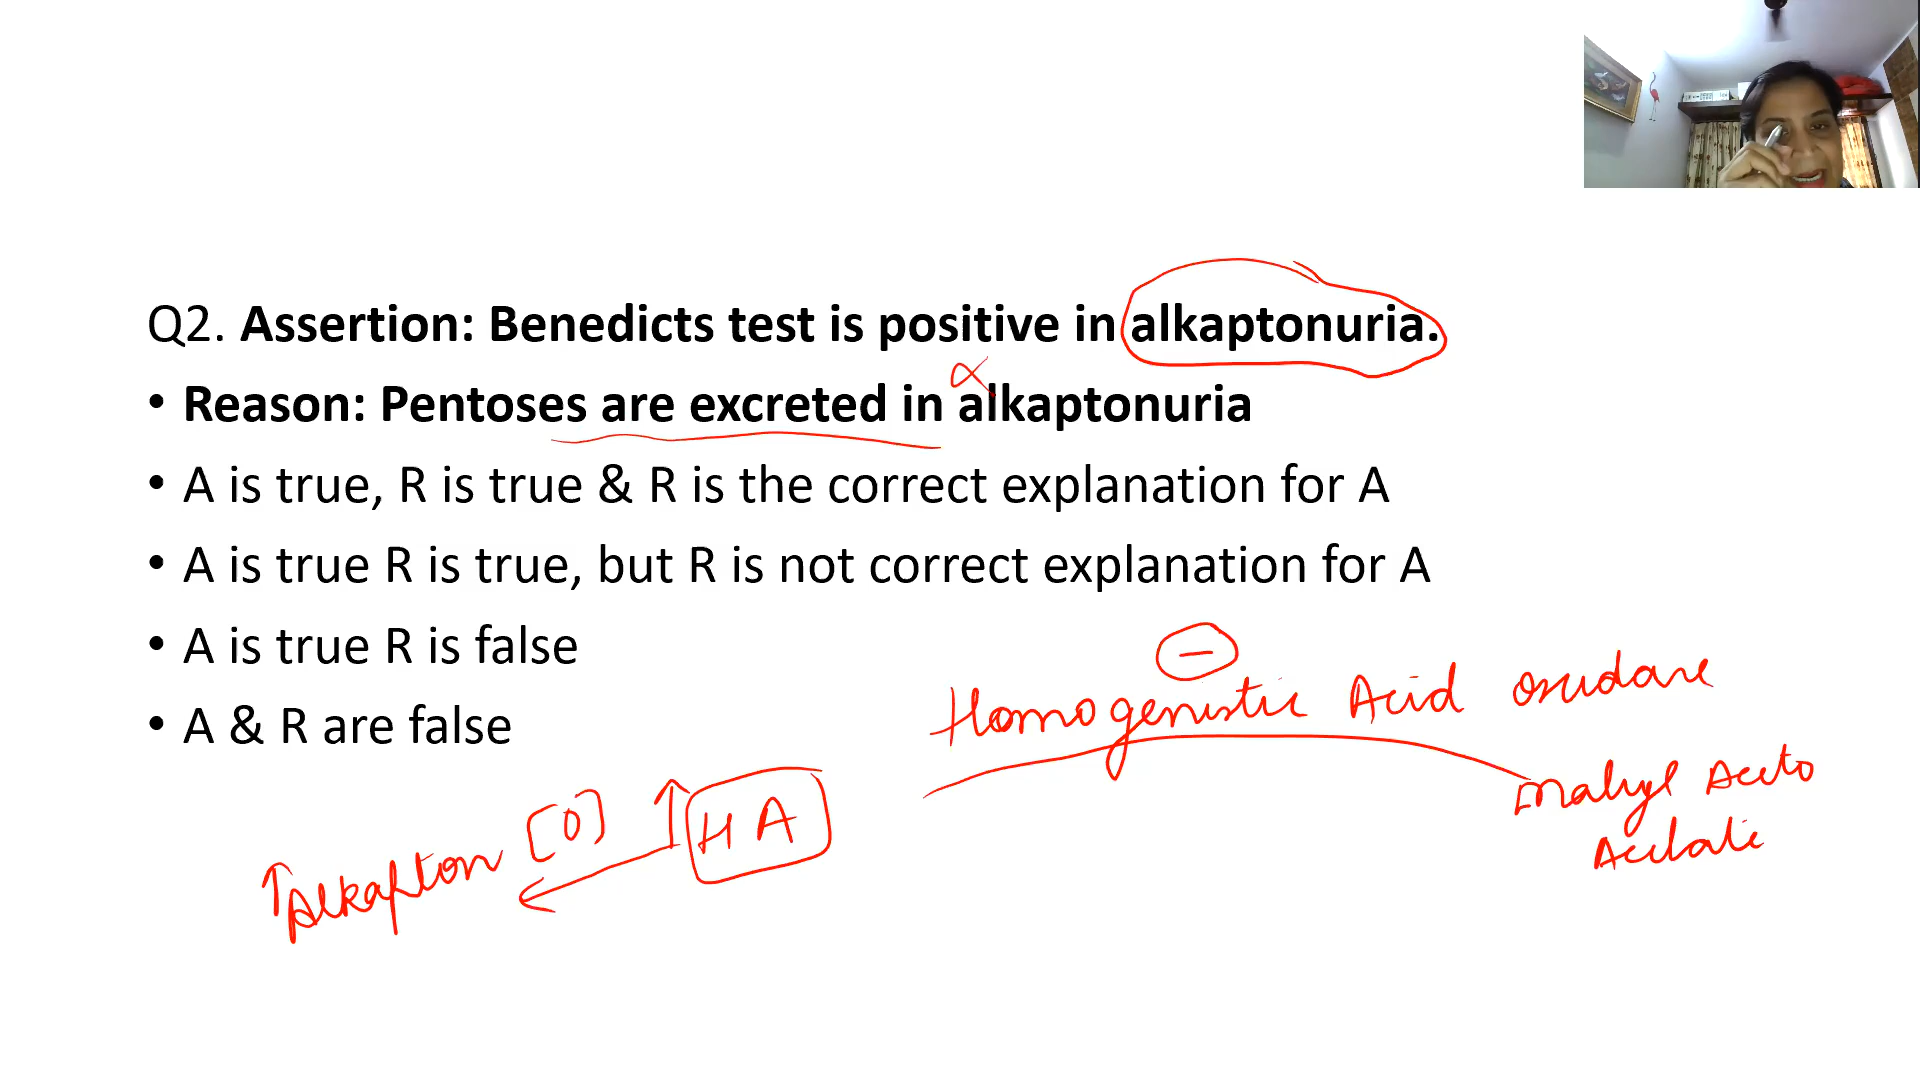 Q2. Assertion: Benedicts test is positive in alkaptonuria.
• Reason: Pentoses are excreted in alkaptonuria
• A is true, R is true & R is the correct explanation for A
• A is true R is true, but R is not correct explanation for A
• A is true R is false
• A & R are false
Homogenistic Acid oxidase
Malyl Aceto
Acetate
↑ Alkapton [O] ↑ HA